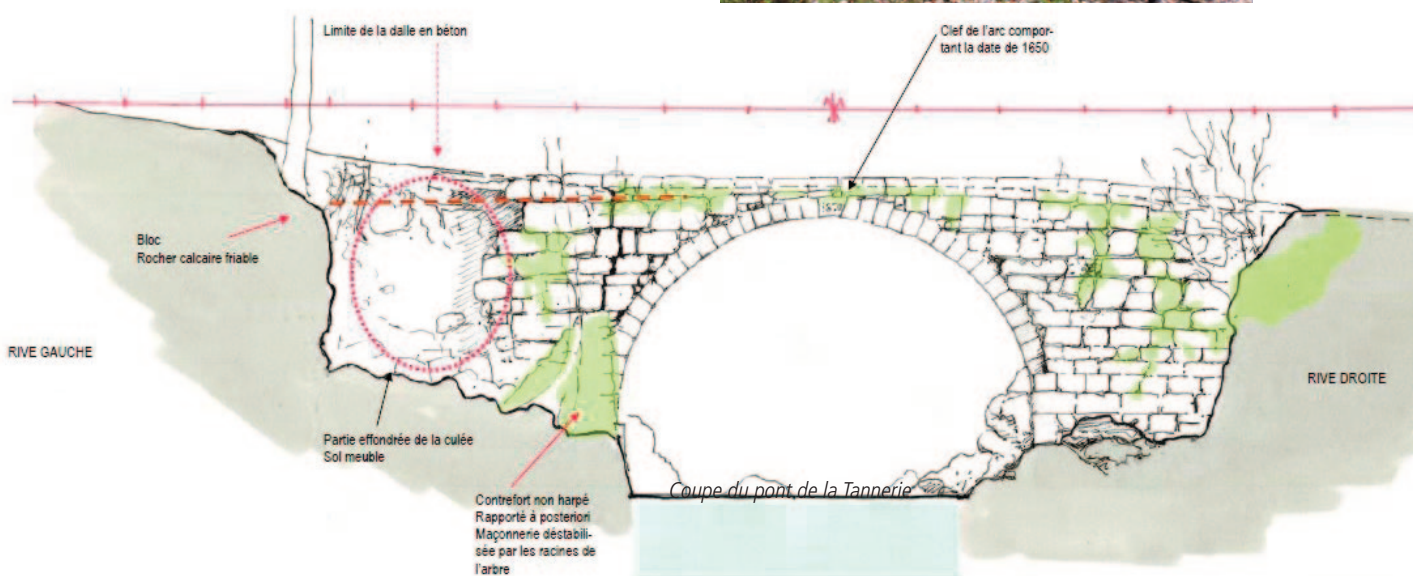 Limite de la dalle en béton
Clef de l'arc compor-
tant la date de 1650
Bloc
Rocher calcaire friable
RIVE GAUCHE
RIVE DROITE
Partie effondrée de la culée
Sol meuble
Contrefort non harpé
Rapporté à posteriori
Maçonnerie déstabili-
sée par les racines de
l'arbre
Coupe du pont de la Tannerie